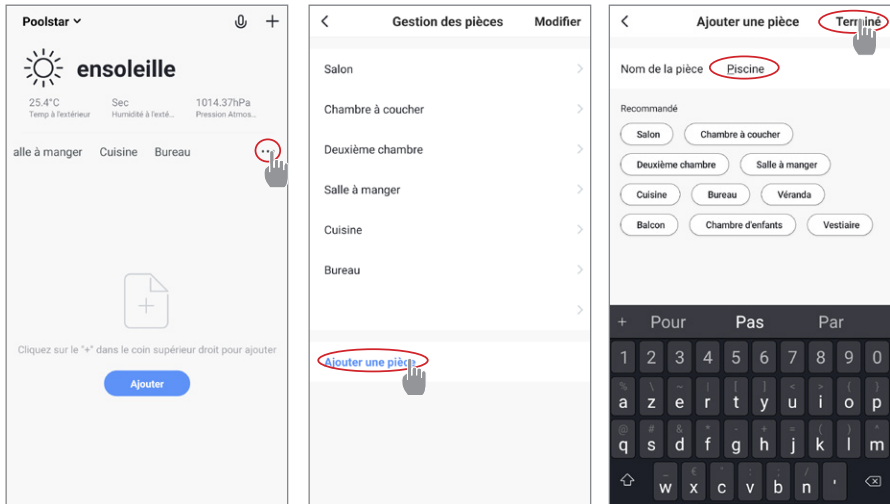 Poolstar
ensoleille
25.4°C Sec 1014.37hPa
Temp à l'extérieur Humidité à l'exté... Pression Atmos...
alle à manger Cuisine Bureau ...
Cliquez sur le "+" dans le coin supérieur droit pour ajouter
Ajouter
Gestion des pièces Modifier
Salon
Chambre à coucher
Deuxième chambre
Salle à manger
Cuisine
Bureau
Ajouter une pièce
Ajouter une pièce Terminé
Nom de la pièce Piscine
Recommandé
Salon Chambre à coucher
Deuxième chambre Salle à manger
Cuisine Bureau Véranda
Balcon Chambre d'enfants Vestiaire
+ Pour Pas Par
1 2 3 4 5 6 7 8 9 0
a z e r t y u i o p
q s d f g h j k l m
w x c v b n '